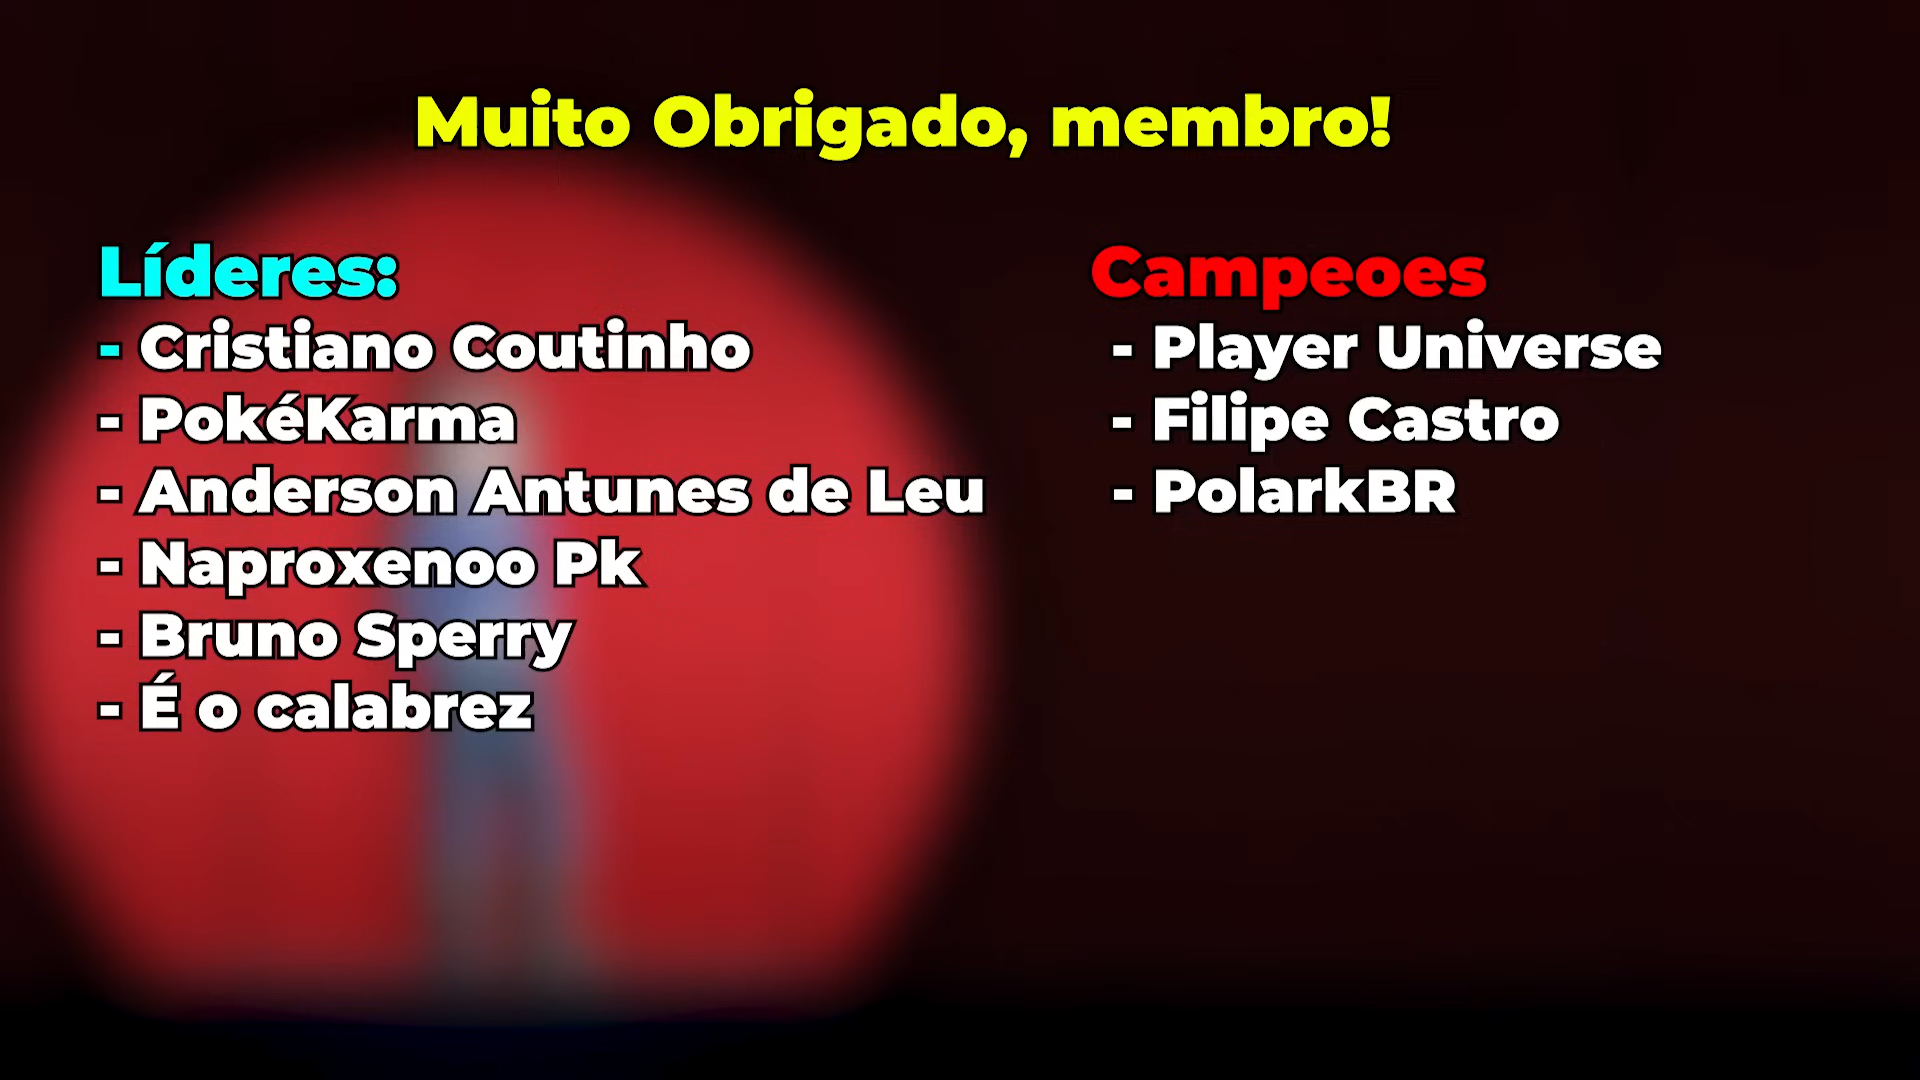 Muito Obrigado, membro!
Líderes:
- Cristiano Coutinho
- PokéKarma
- Anderson Antunes de Leu
- Naproxenoo Pk
- Bruno Sperry
- É o calabrez
Campeoes
- Player Universe
- Filipe Castro
- PolarkBR